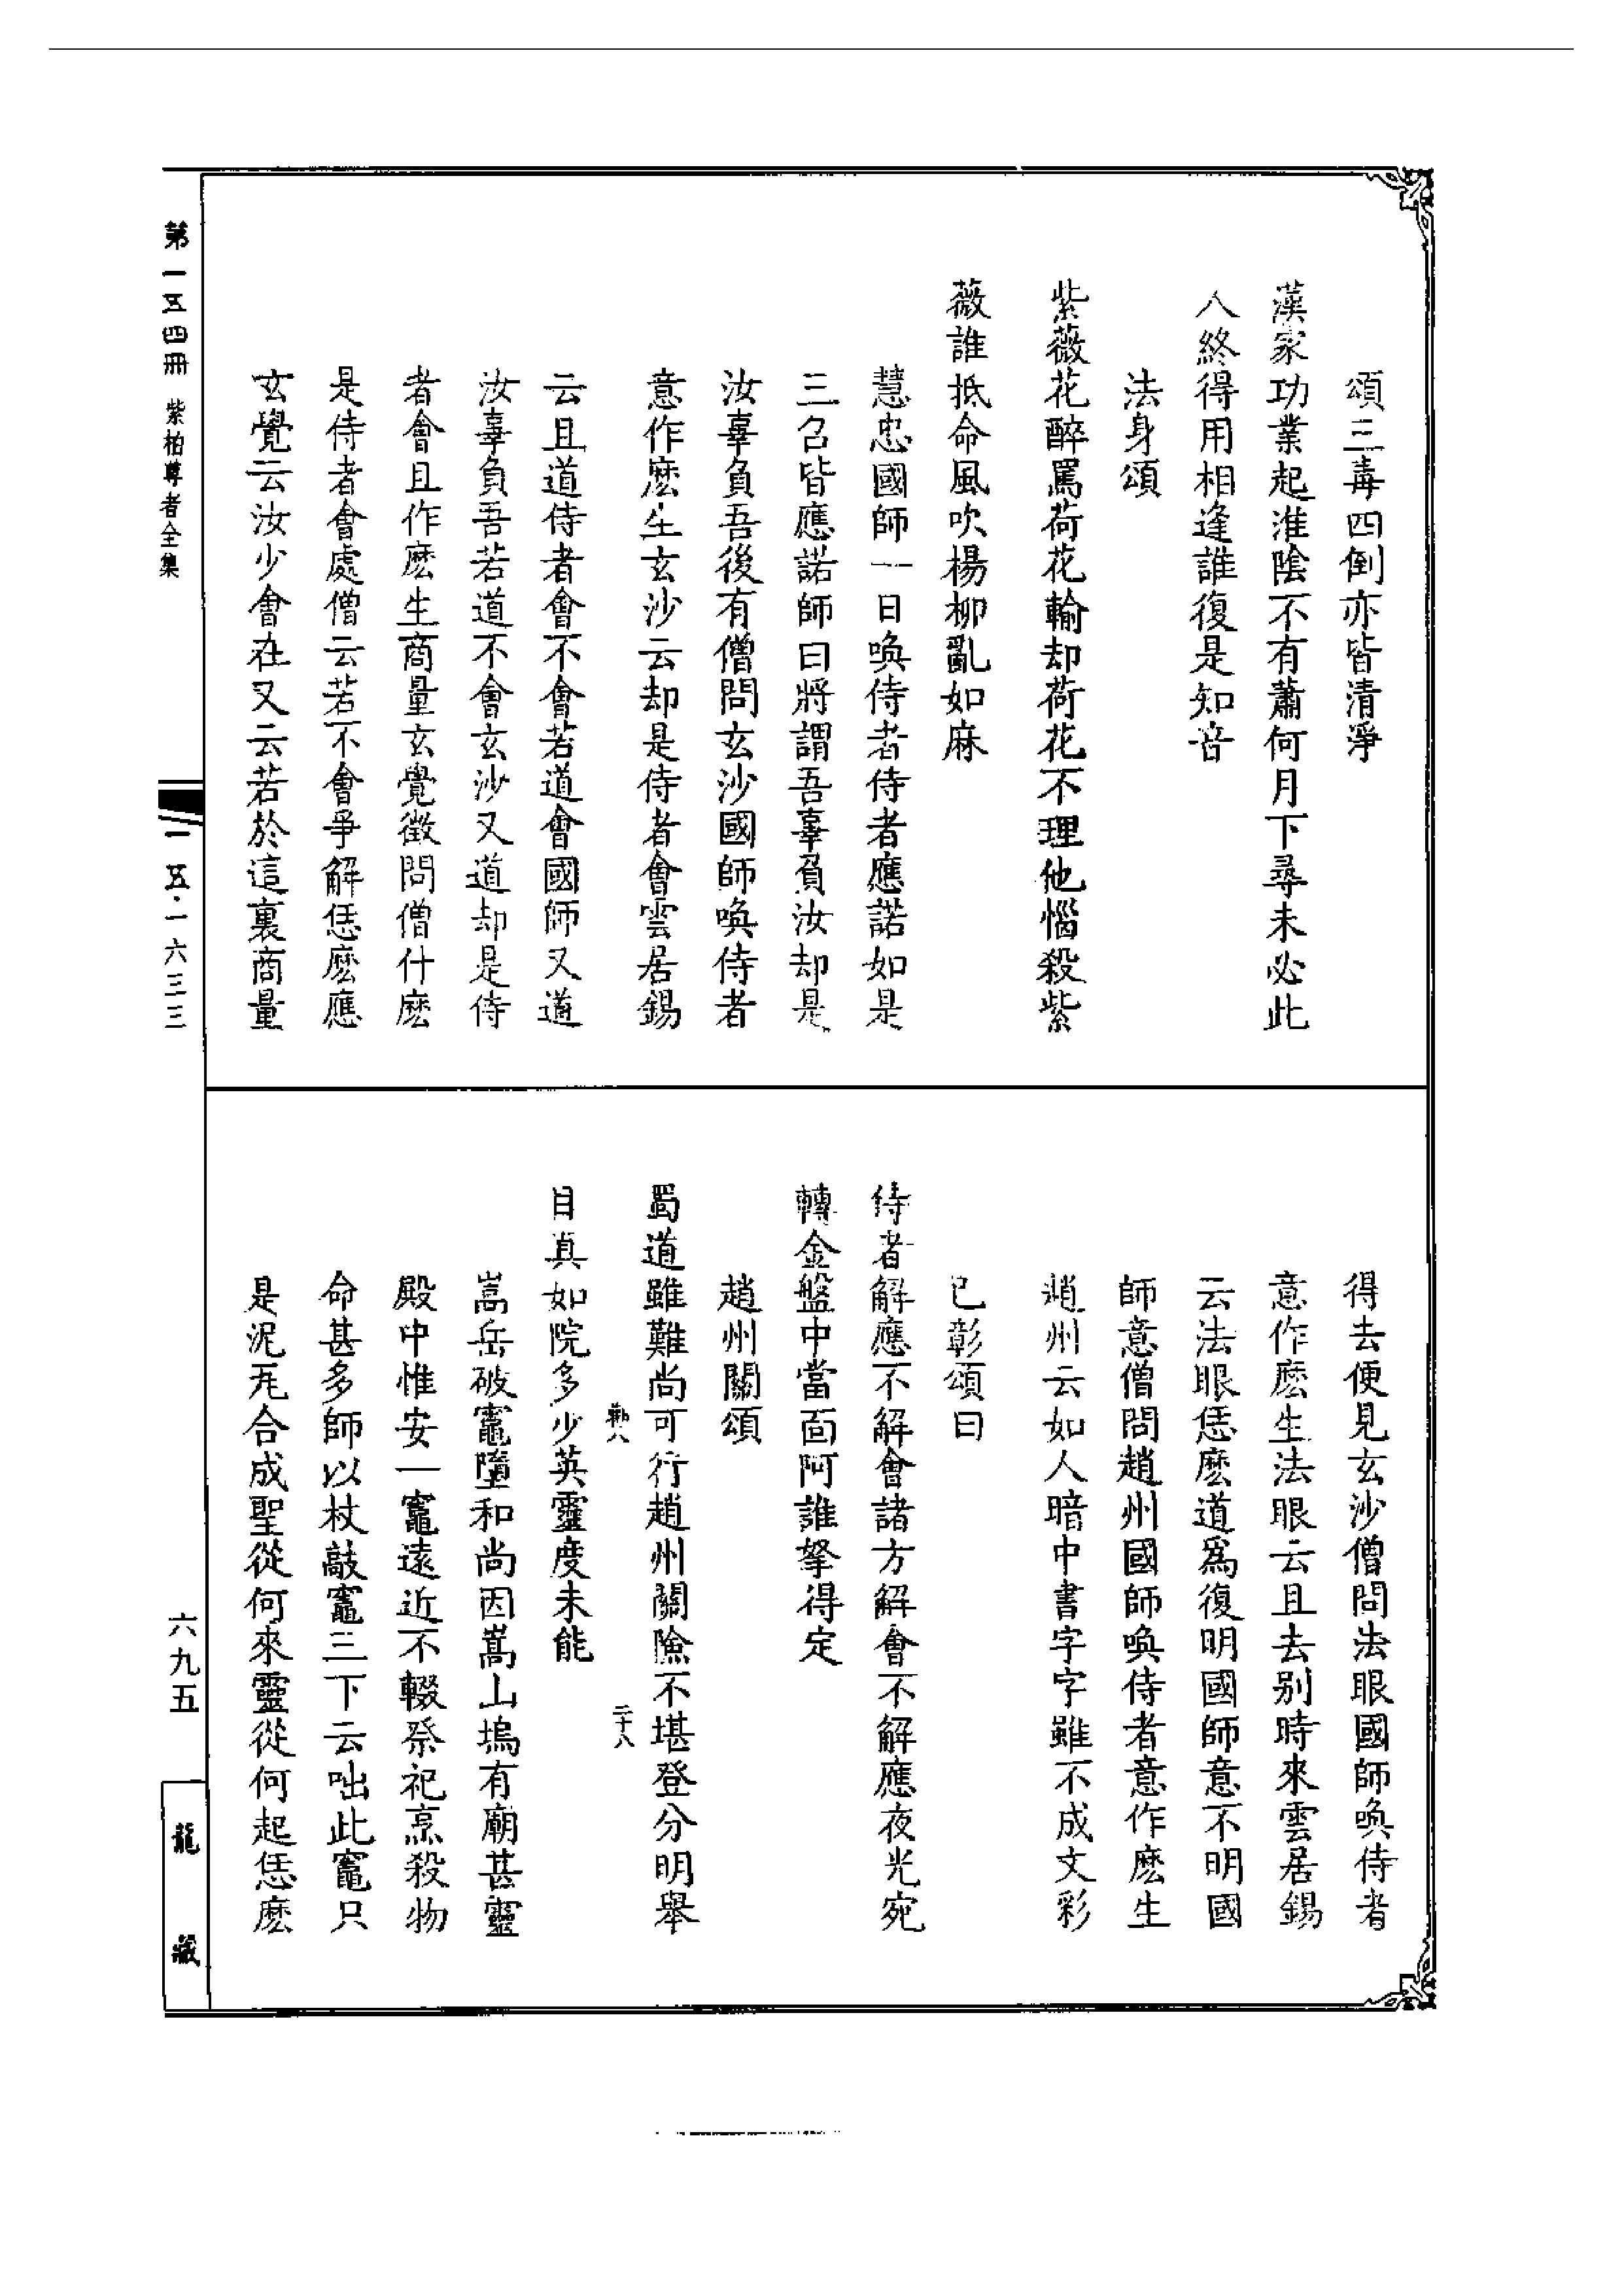 頌三毒四倒亦皆清淨
漢家功業起淮陰不有蕭何月下尋未必此
人終得用相逢誰復是知音
法身頌
紫薇花醉罵荷花輸却荷花不理他惱殺紫
薇誰抵命風吹楊柳亂如麻
慧忠國師一日喚侍者侍者應諾如是
三召皆應諾師曰將謂吾辜負汝却是
汝辜負吾後有僧問玄沙國師喚侍者
意作麽生玄沙云却是侍者會雲居錫
云且道侍者會不會若道會國師又道
汝辜負吾若道不會玄沙又道却是侍
者會且作麽生商量玄覺徵問僧什麽
是侍者會處僧云若不會爭解恁麽應
玄覺云汝少會在又云若於這裏商量
得去便見玄沙僧問法眼國師喚侍者
意作麽生法眼云且去别時來雲居錫
云法眼恁麽道爲復明國師意不明國
師意僧問趙州國師喚侍者意作麽生
趙州云如人暗中書字字雖不成文彩
已彰頌曰
侍者解應不解會諸方解會不解應夜光宛
轉金盤中當面阿誰拏得定
趙州關頌
蜀道雖難尚可行趙州關險不堪登分明舉
目真如院多少英靈度未能
嵩岳破竈墮和尚因嵩山塢有廟甚靈
殿中惟安一竈遠近不輟祭祀烹殺物
命甚多師以杖敲竈三下云咄此竈只
是泥瓦合成聖從何來靈從何起恁麽
二十八
第一五四冊 紫柏尊者全集
一五·一六三三
六九五
龍藏